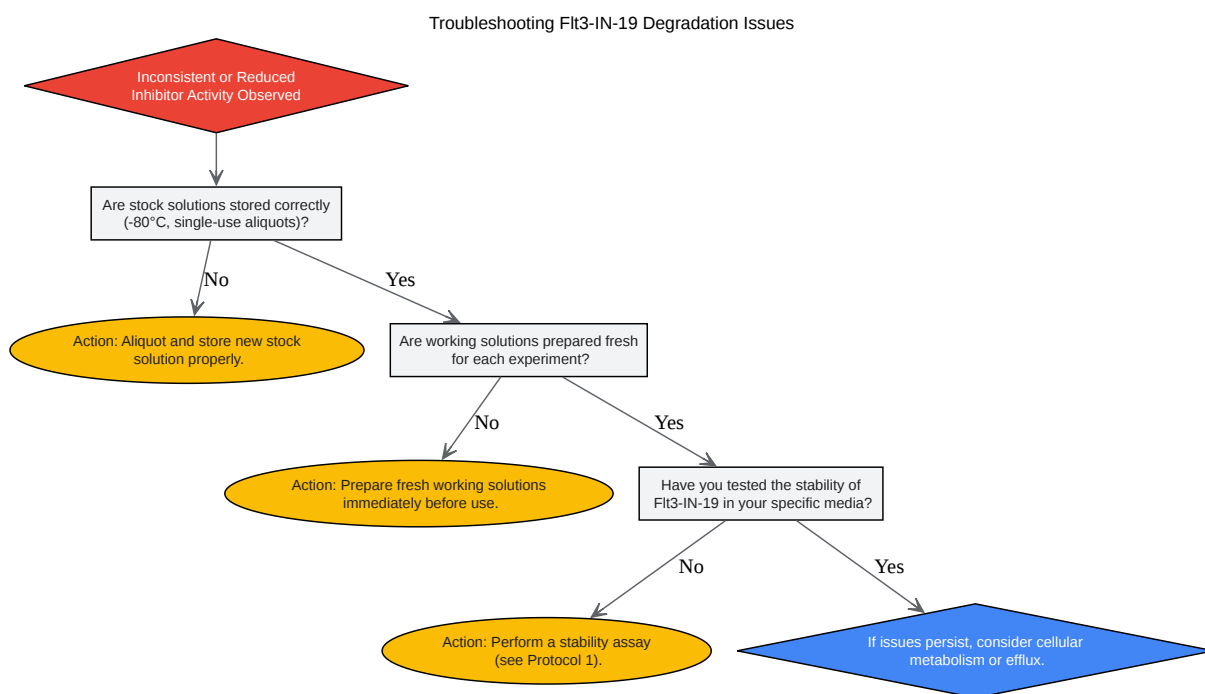 Troubleshooting Flt3-IN-19 Degradation Issues
Inconsistent or Reduced
Inhibitor Activity Observed
Are stock solutions stored correctly
(-80°C, single-use aliquots)?
No
Yes
Action: Aliquot and store new stock
solution properly.
Are working solutions prepared fresh
for each experiment?
No
Yes
Action: Prepare fresh working solutions
immediately before use.
Have you tested the stability of
Flt3-IN-19 in your specific media?
No
Yes
Action: Perform a stability assay
(see Protocol 1).
If issues persist, consider cellular
metabolism or efflux.